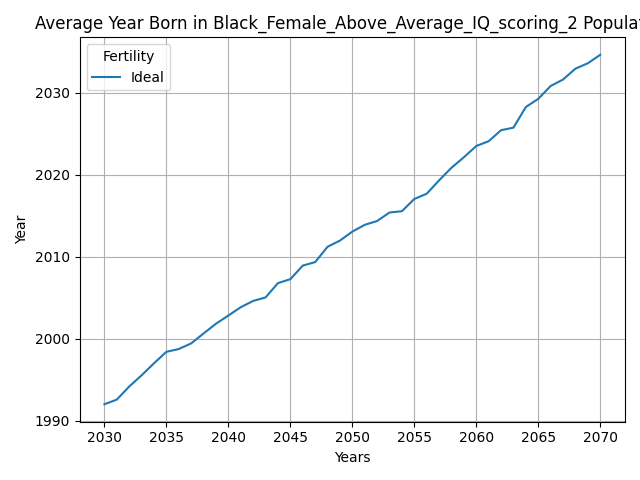 Average Year Born in Black_Female_Above_Average_IQ_scoring_2 Populat
Fertility
Ideal
Year
2030
2020
2010
2000
1990
2030 2035 2040 2045 2050 2055 2060 2065 2070
Years